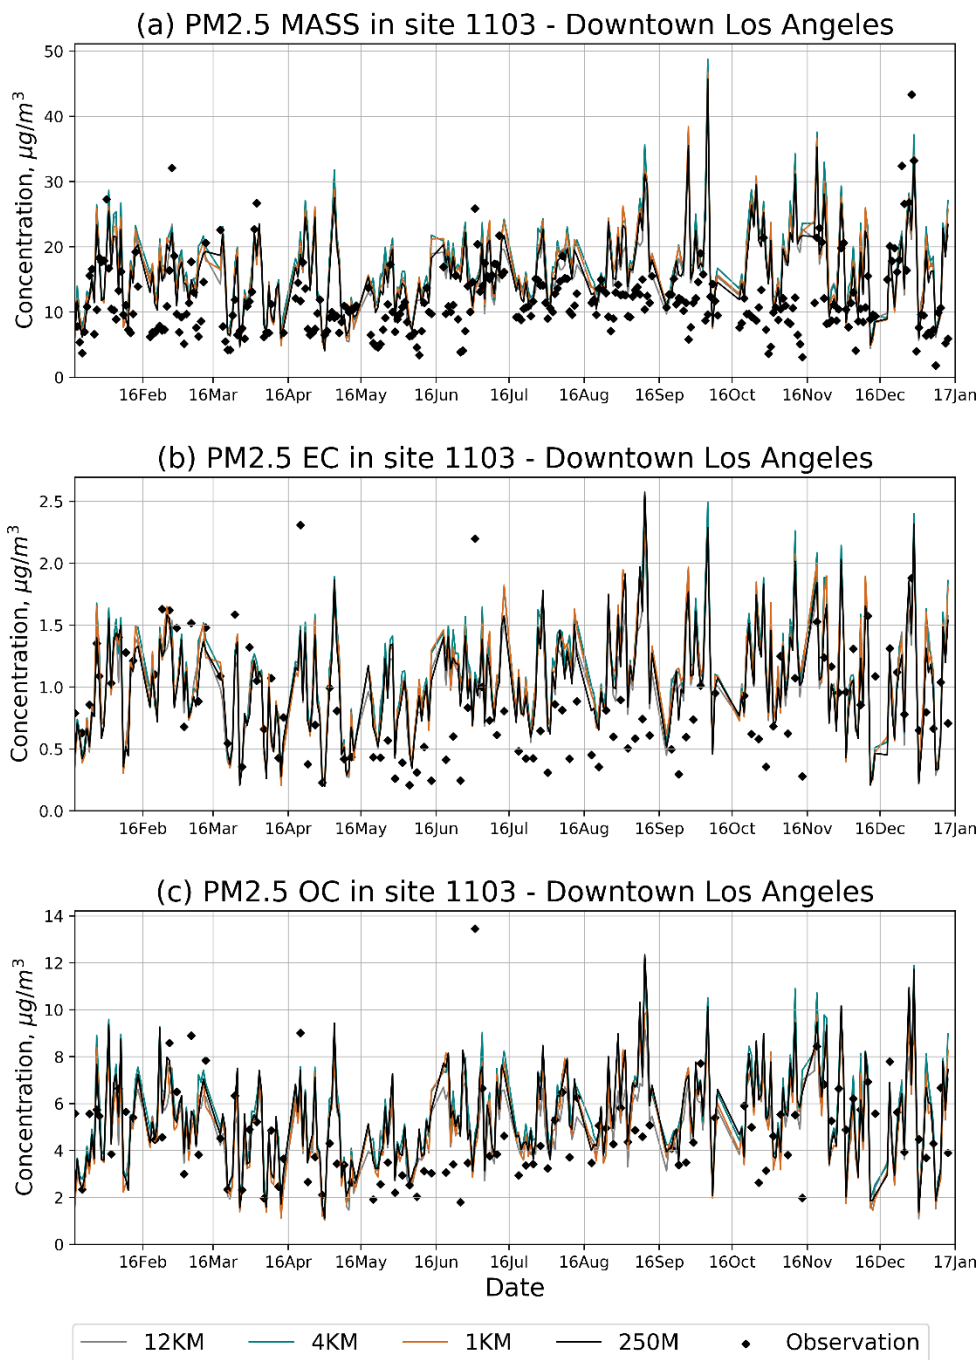 (a) PM2.5 MASS in site 1103 - Downtown Los Angeles
Concentration, μg/m³
50
40
30
20
10
0
16Feb 16Mar 16Apr 16May 16Jun 16Jul 16Aug 16Sep 16Oct 16Nov 16Dec 17Jan
(b) PM2.5 EC in site 1103 - Downtown Los Angeles
Concentration, μg/m³
2.5
2.0
1.5
1.0
0.5
0.0
16Feb 16Mar 16Apr 16May 16Jun 16Jul 16Aug 16Sep 16Oct 16Nov 16Dec 17Jan
(c) PM2.5 OC in site 1103 - Downtown Los Angeles
Concentration, μg/m³
14
12
10
8
6
4
2
0
16Feb 16Mar 16Apr 16May 16Jun 16Jul 16Aug 16Sep 16Oct 16Nov 16Dec 17Jan
Date
12KM 4KM 1KM 250M Observation